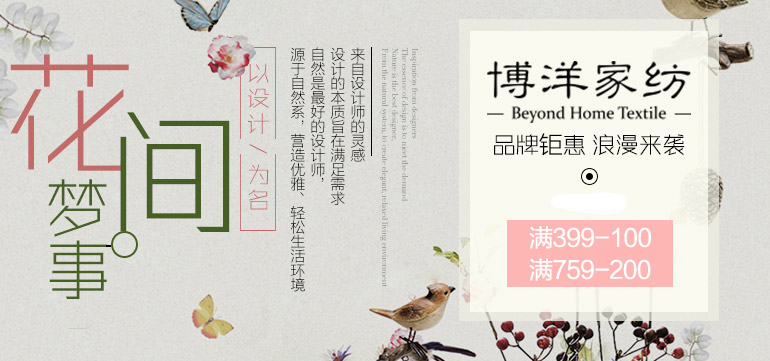 花间
梦事
以设计/为名
来自设计师的灵感
设计的本质旨在满足需求
自然是最好的设计师，
源于自然系，营造优雅、轻松生活环境
Inspiration from designers
The essence of design is to meet the demand
Nature is the best designer,
From the natural system, to create elegant, relaxed living environment
博洋家纺
— Beyond Home Textile —
品牌钜惠 浪漫来袭
满399-100
满759-200